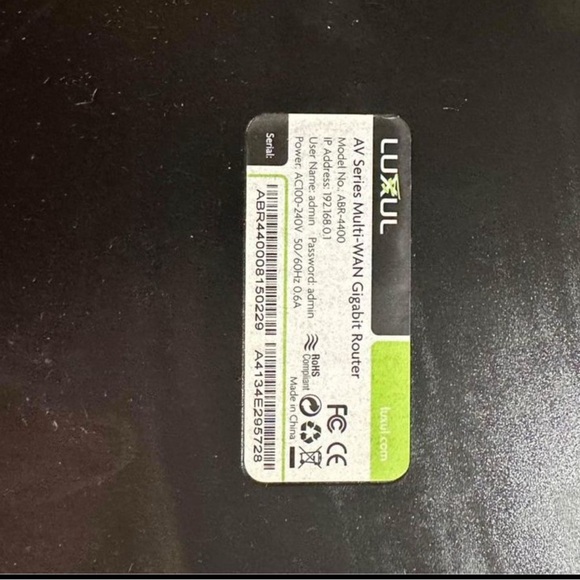 LUXUL
luxul.com
AV Series Multi-WAN Gigabit Router
Model No.: ABR-4400
IP Address: 192.168.0.1
User Name: admin Password: admin
Power: AC100-240V 50/60Hz 0.6A
FC CE
RoHS
Compliant
Made in China
Serial:
ABR440008150229 A4134E295728